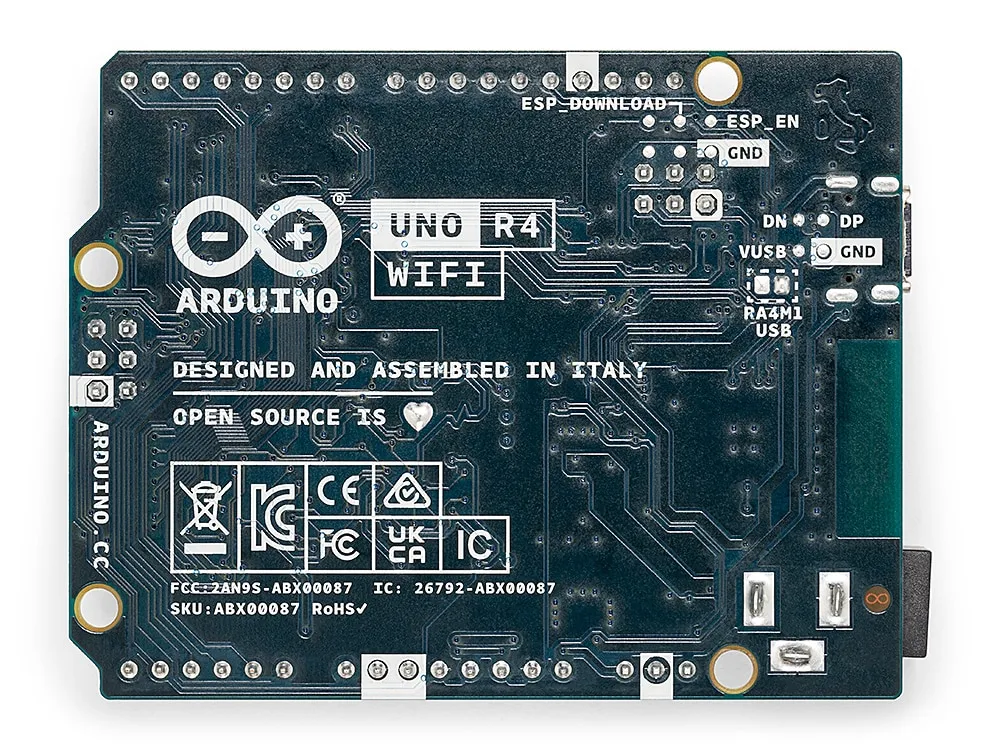 ESP_DOWNLOAD
ESP_EN
GND
®
UNO R4
WIFI
ARDUINO
DN DP
VUSB GND
RA4M1
USB
DESIGNED AND ASSEMBLED IN ITALY
OPEN SOURCE IS
ARDUINO.CC
CE
FC
UK
CA
IC
FCC:2AN9S-ABX00087 IC: 26792-ABX00087
SKU:ABX00087 RoHS✓